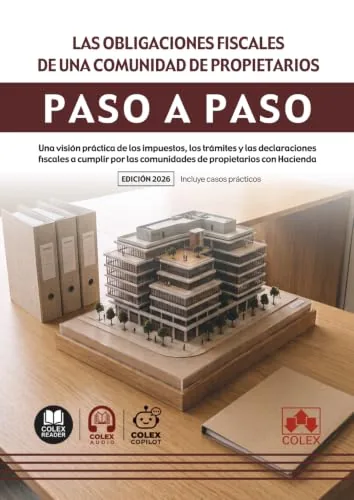 LAS OBLIGACIONES FISCALES
DE UNA COMUNIDAD DE PROPIETARIOS
PASO A PASO
Una visión práctica de los impuestos, los trámites y las declaraciones
fiscales a cumplir por las comunidades de propietarios con Hacienda
EDICIÓN 2026 Incluye casos prácticos
COLEX
READER
COLEX
AUDIO
COLEX
COPILOT
COLEX